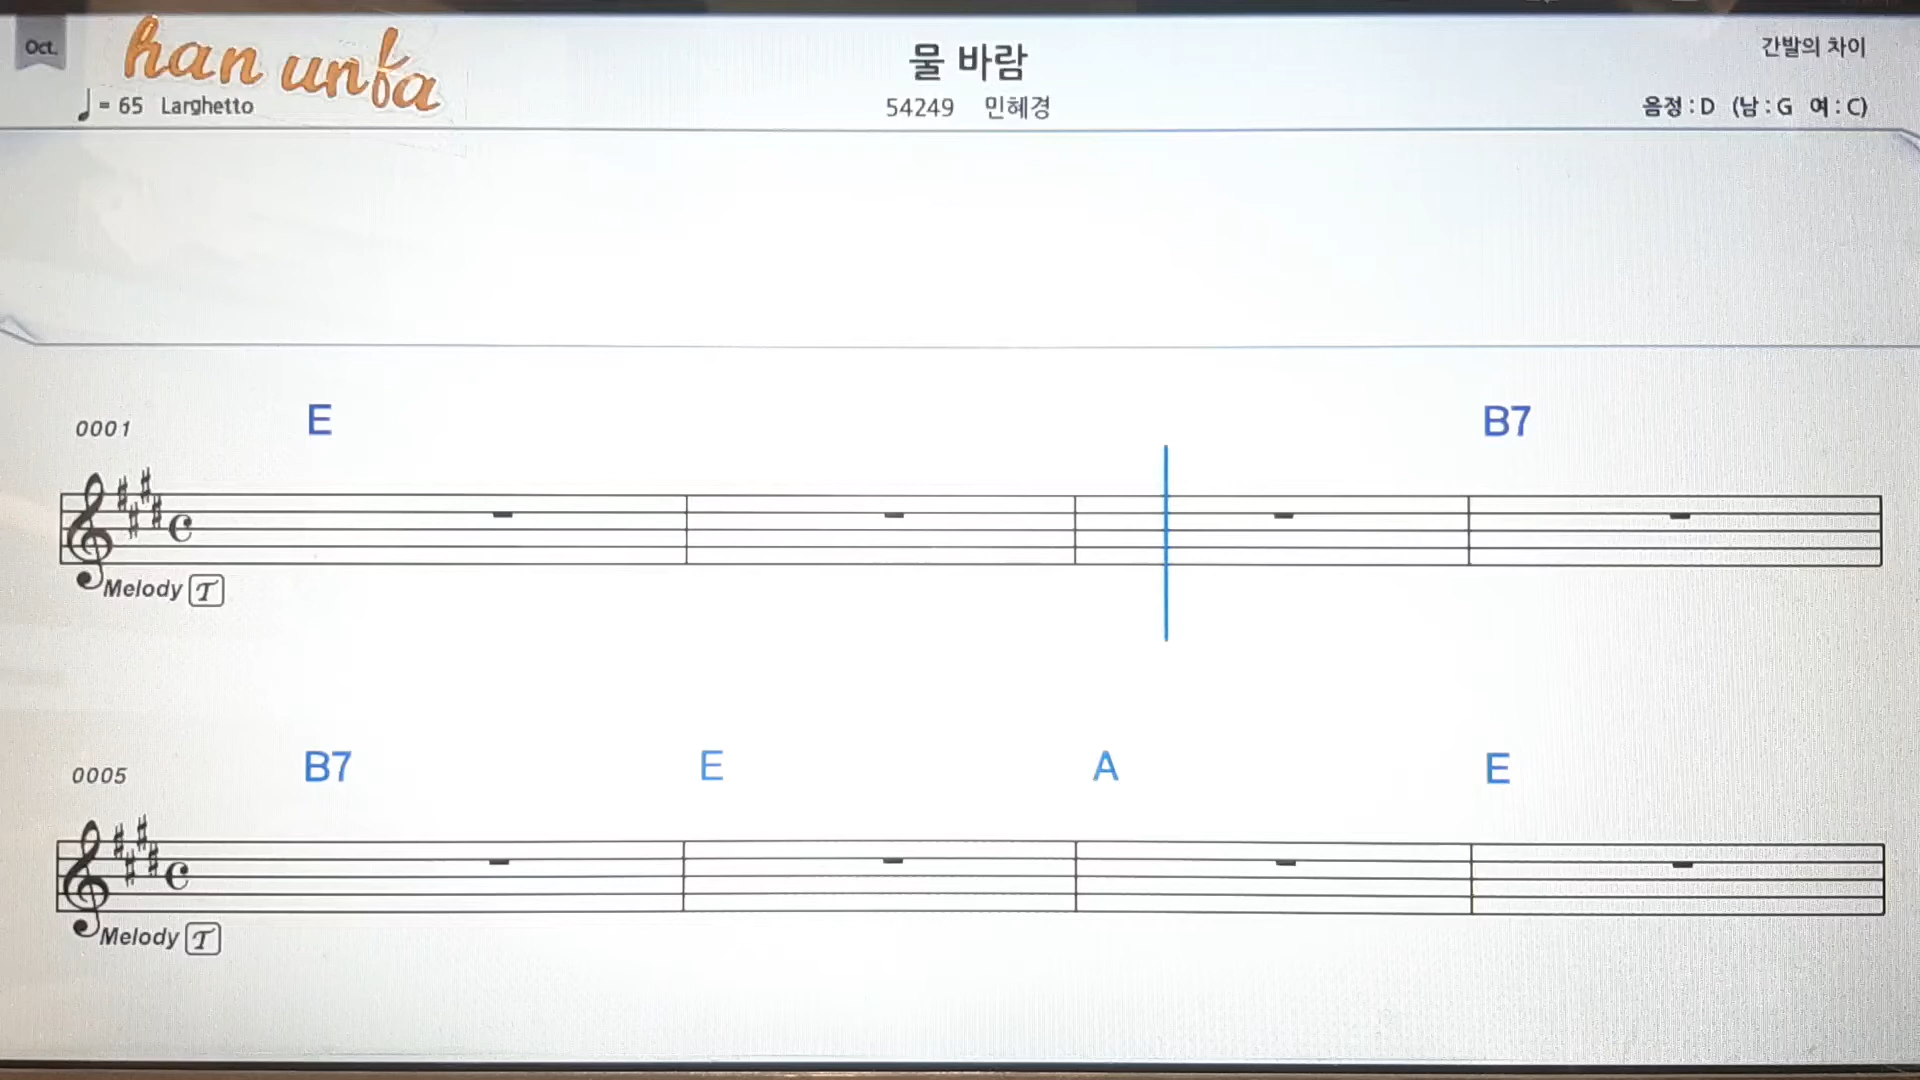 Oct.
han unfa
물 바람
간발의 차이
♩ = 65 Larghetto
54249 민혜경
음정 : D (남 : G 여 : C)
0001 E B7
Melody T
0005 B7 E A E
Melody T